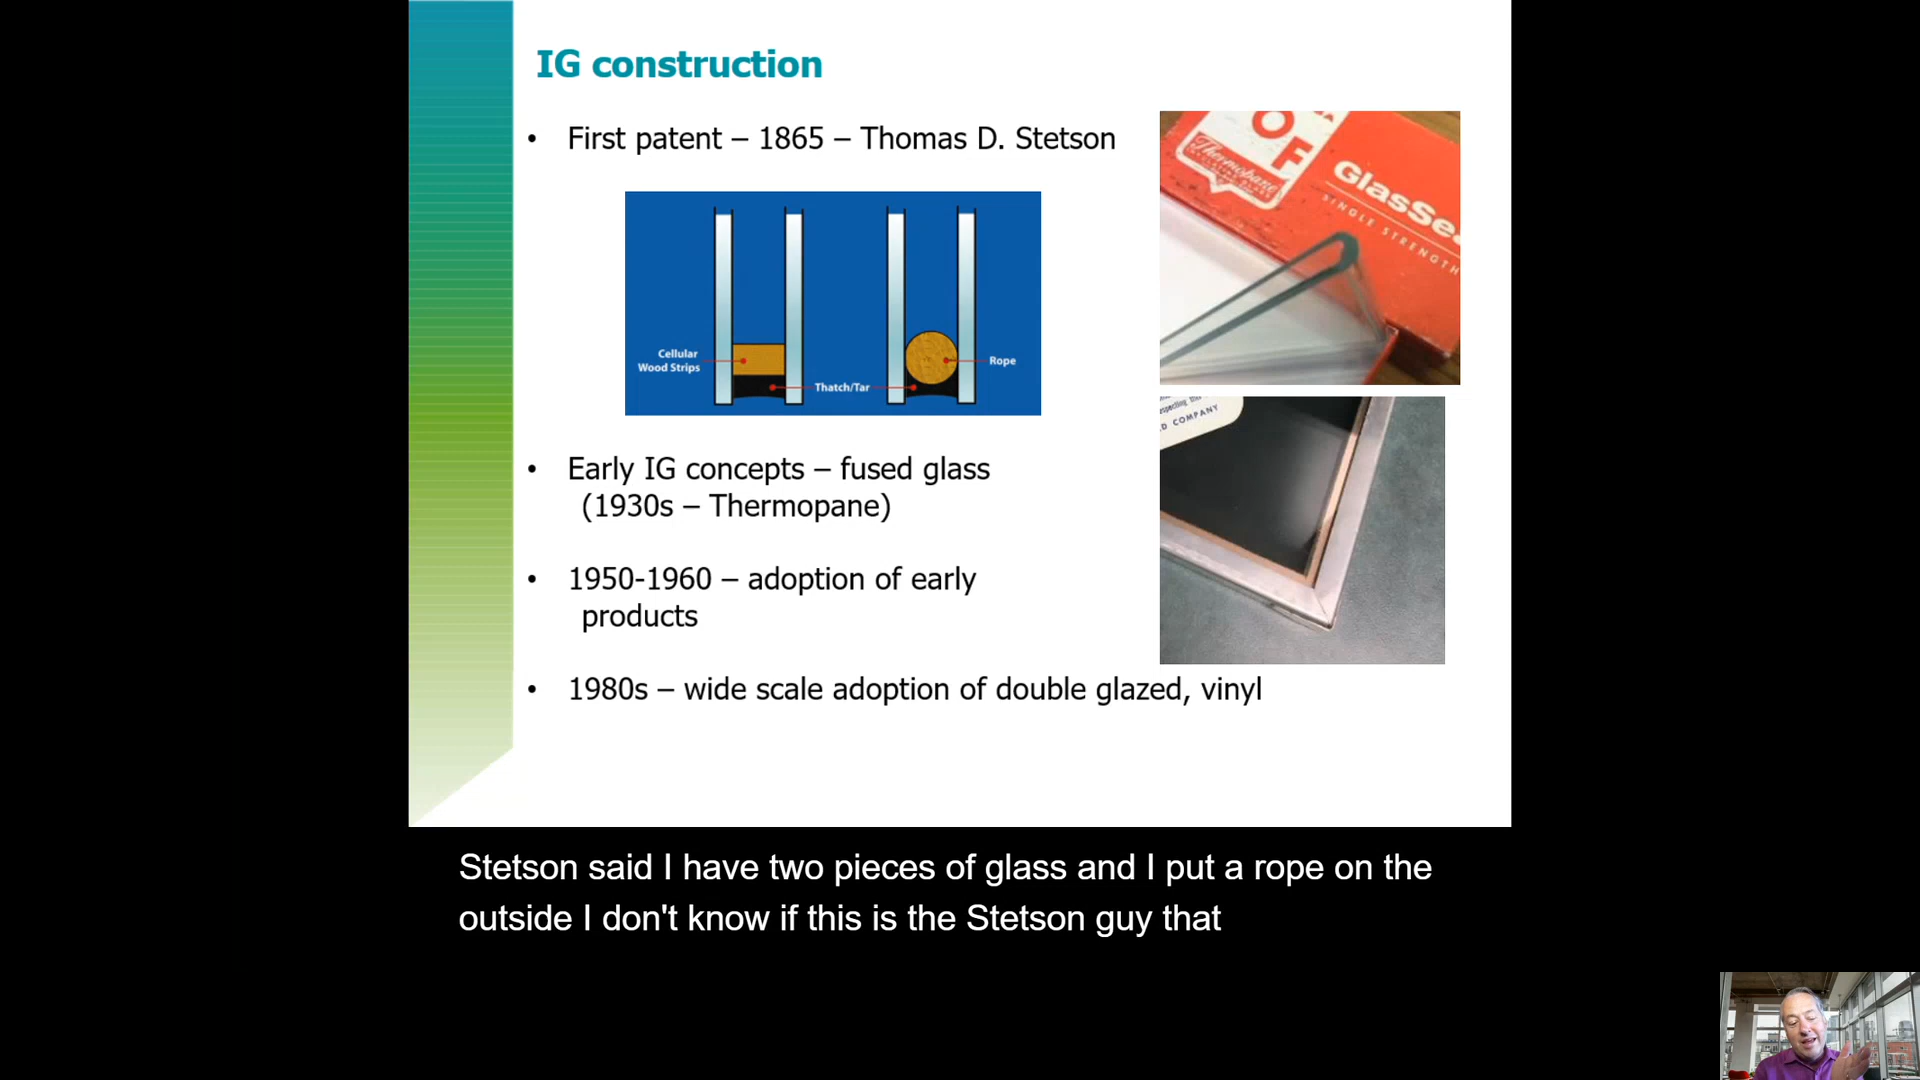 IG construction
• First patent – 1865 – Thomas D. Stetson
Cellular
Wood Strips
Thatch/Tar
Rope
OF
Thermopane
GlasSe
SINGLE STRENGTH
D COMPANY
• Early IG concepts – fused glass
(1930s – Thermopane)
• 1950-1960 – adoption of early
products
• 1980s – wide scale adoption of double glazed, vinyl
Stetson said I have two pieces of glass and I put a rope on the
outside I don't know if this is the Stetson guy that